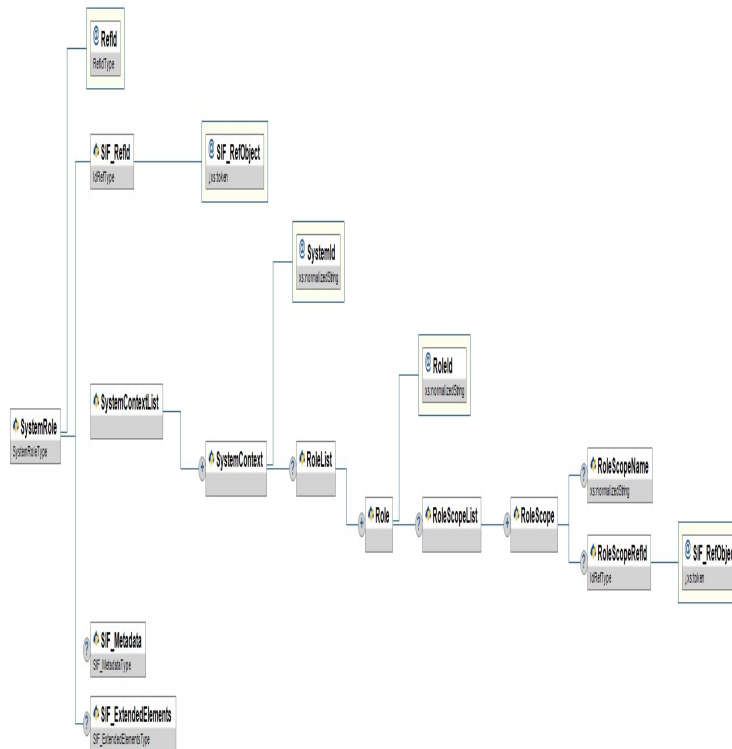 @ RefId
RefIdType
SIF_RefId
IdRefType
@ SIF_RefObject
xs:token
@ SystemId
xs:normalizedString
@ RoleId
xs:normalizedString
SystemContextList
SystemRole
SystemRoleType
+ SystemContext
? RoleList
+ Role
? RoleScopeList
+ RoleScope
? RoleScopeName
xs:normalizedString
? RoleScopeRefId
IdRefType
@ SIF_RefObjec
xs:token
? SIF_Metadata
SIF_MetadataType
? SIF_ExtendedElements
SIF_ExtendedElementsType